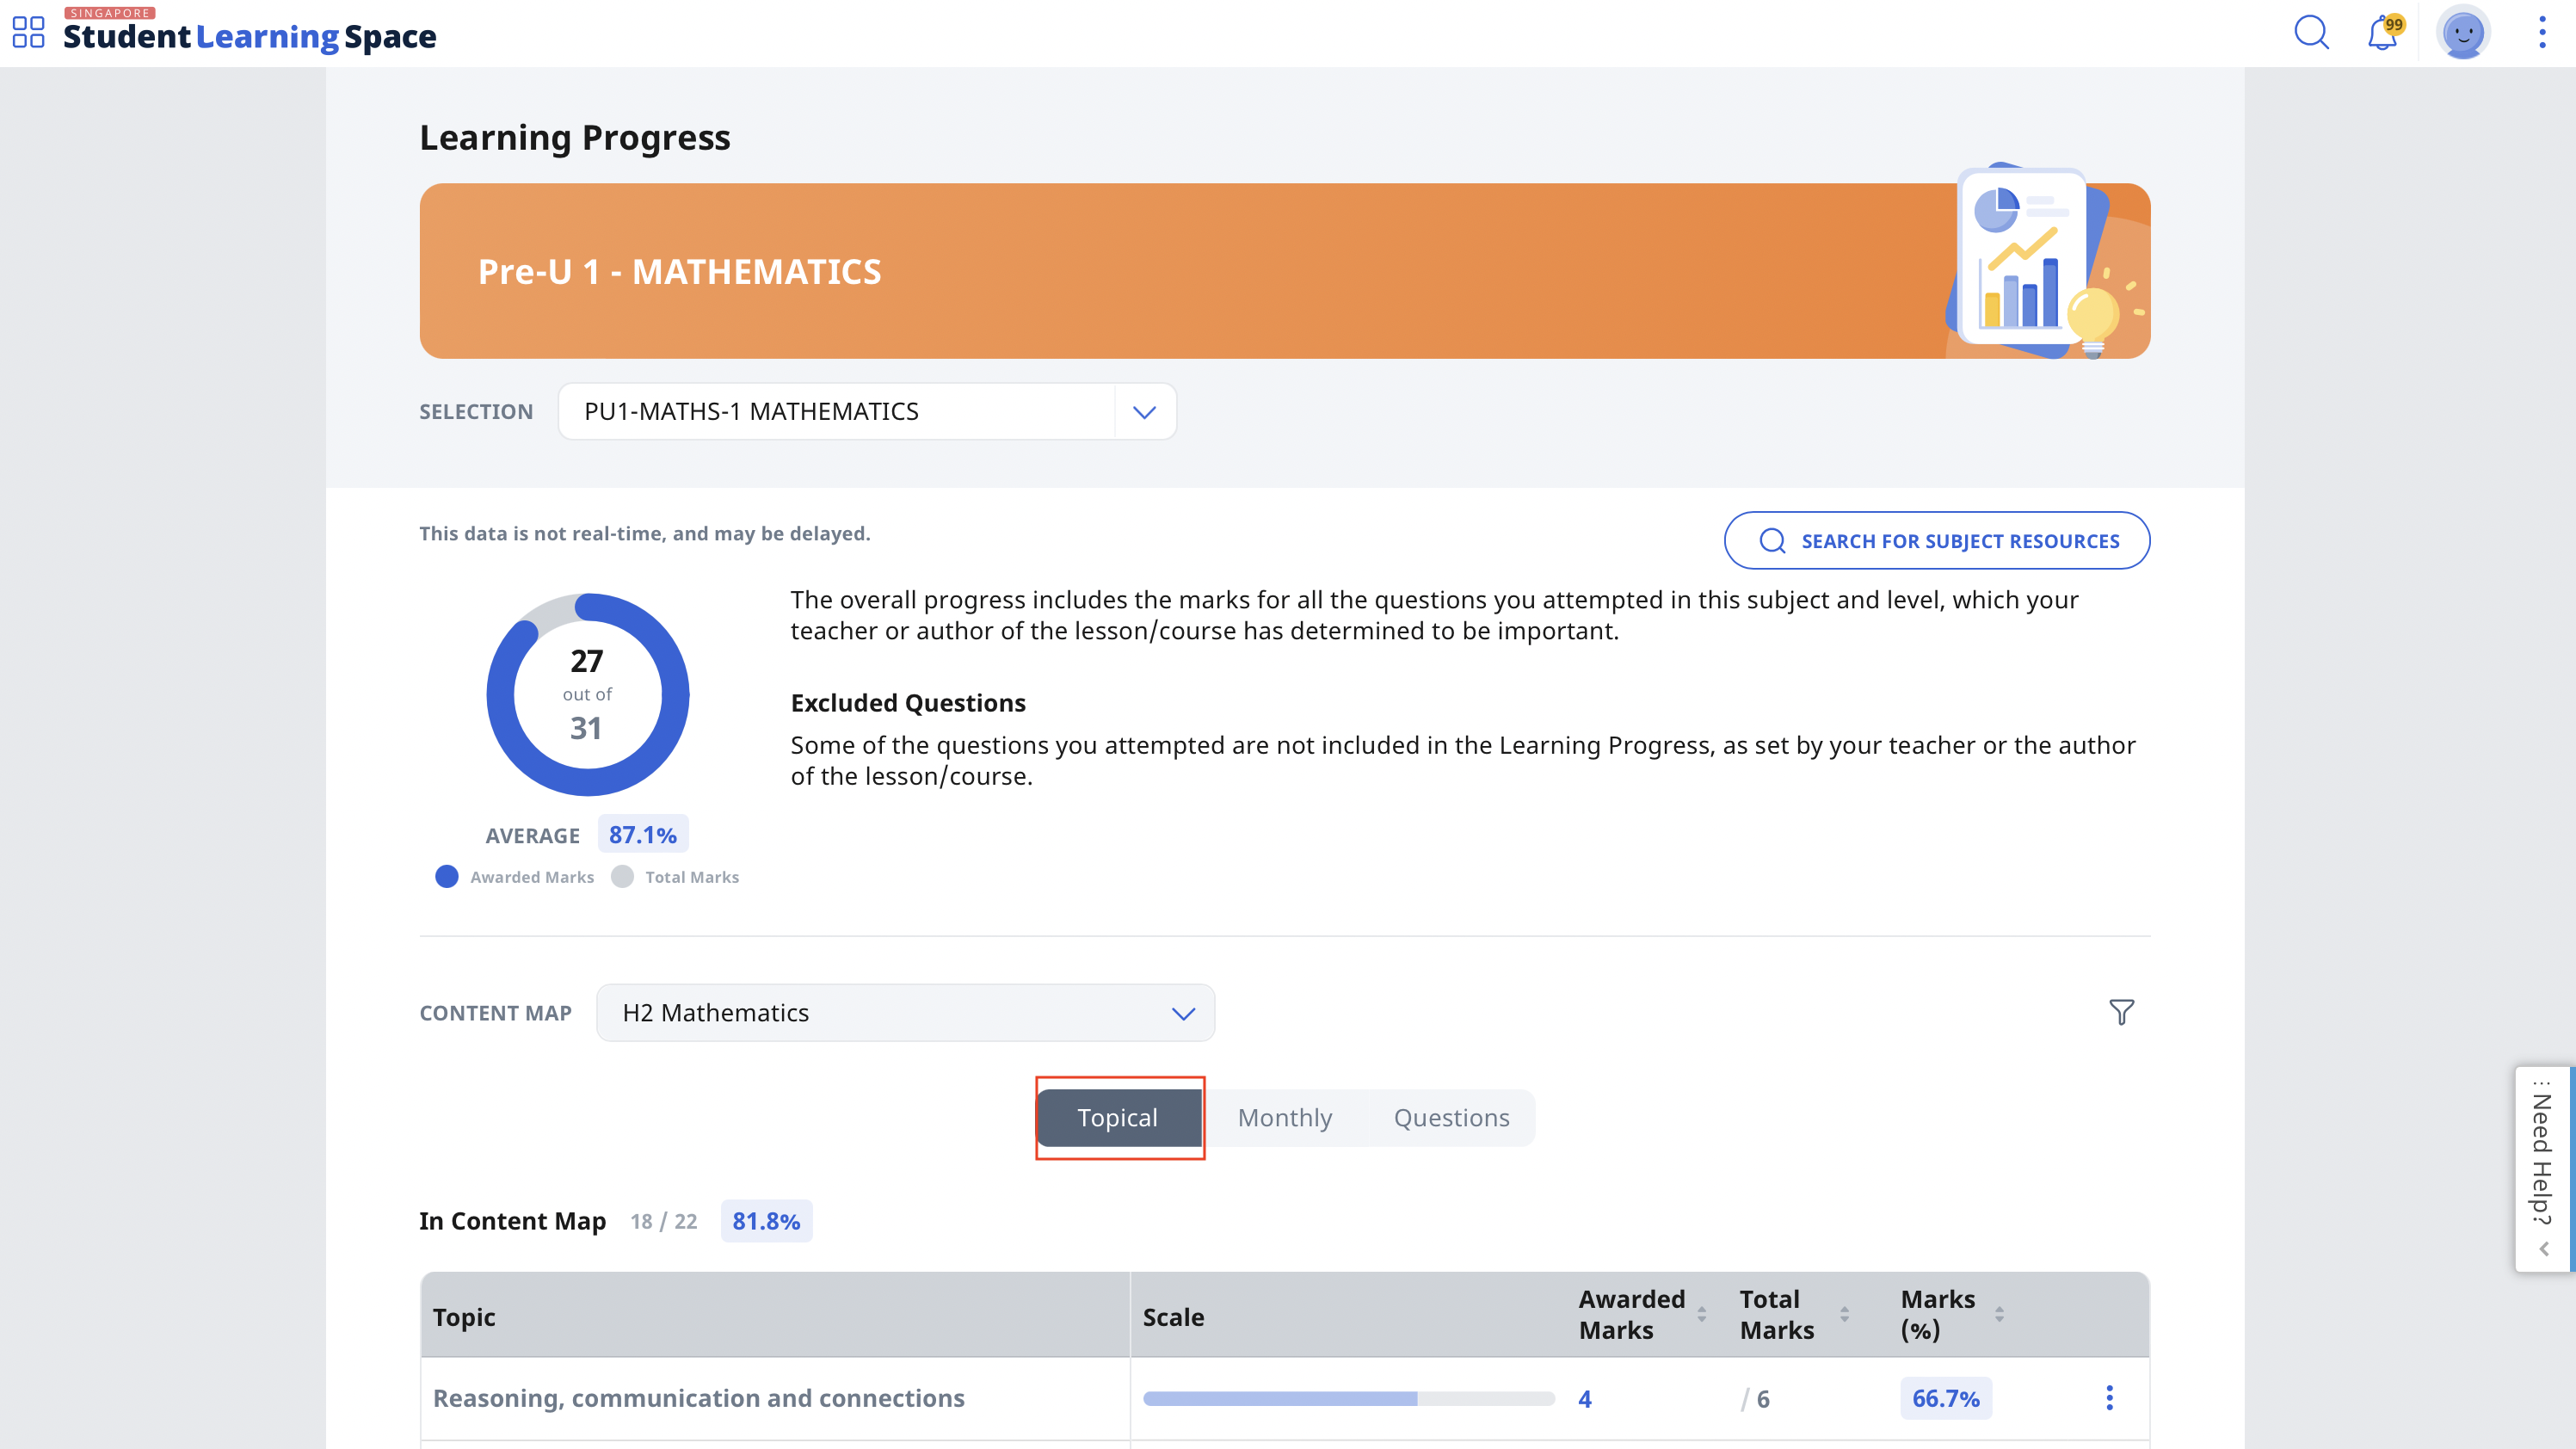 SINGAPORE
Student Learning Space
99
Learning Progress
Pre-U 1 - MATHEMATICS
SELECTION PU1-MATHS-1 MATHEMATICS
This data is not real-time, and may be delayed.
SEARCH FOR SUBJECT RESOURCES
27
out of
31
AVERAGE 87.1%
Awarded Marks Total Marks
The overall progress includes the marks for all the questions you attempted in this subject and level, which your
teacher or author of the lesson/course has determined to be important.
Excluded Questions
Some of the questions you attempted are not included in the Learning Progress, as set by your teacher or the author
of the lesson/course.
CONTENT MAP H2 Mathematics
Topical Monthly Questions
Need Help?
In Content Map 18 / 22 81.8%
Topic Scale Awarded Marks Total Marks Marks (%)
Reasoning, communication and connections 4 / 6 66.7%